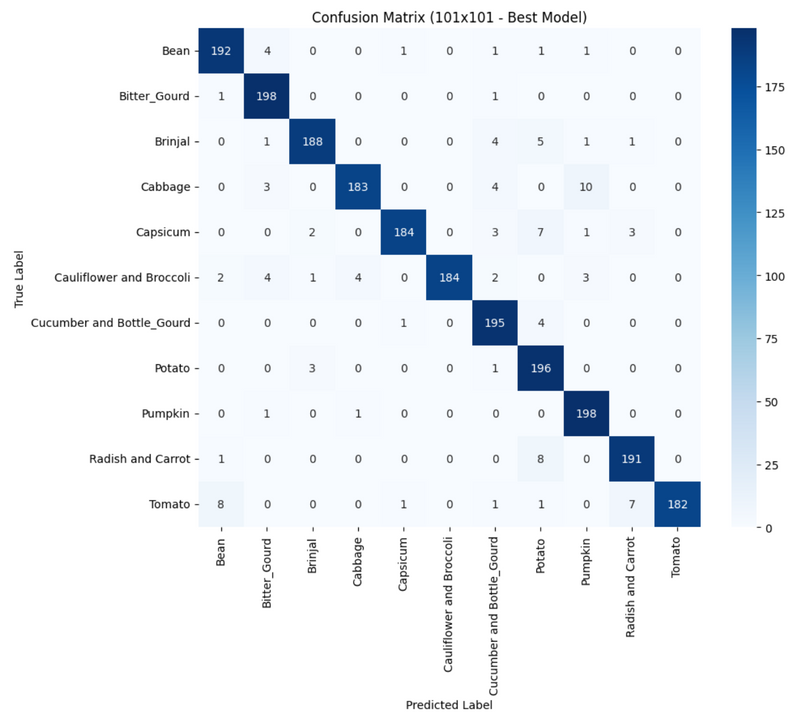 Confusion Matrix (101x101 - Best Model)
True Label
Bean 192 4 0 0 1 0 1 1 1 0 0
Bitter_Gourd 1 198 0 0 0 0 1 0 0 0 0
Brinjal 0 1 188 0 0 0 4 5 1 1 0
Cabbage 0 3 0 183 0 0 4 0 10 0 0
Capsicum 0 0 2 0 184 0 3 7 1 3 0
Cauliflower and Broccoli 2 4 1 4 0 184 2 0 3 0 0
Cucumber and Bottle_Gourd 0 0 0 0 1 0 195 4 0 0 0
Potato 0 0 3 0 0 0 1 196 0 0 0
Pumpkin 0 1 0 1 0 0 0 0 198 0 0
Radish and Carrot 1 0 0 0 0 0 0 8 0 191 0
Tomato 8 0 0 0 1 0 1 1 0 7 182
Bean
Bitter_Gourd
Brinjal
Cabbage
Capsicum
Cauliflower and Broccoli
Cucumber and Bottle_Gourd
Potato
Pumpkin
Radish and Carrot
Tomato
Predicted Label
175
150
125
100
75
50
25
0